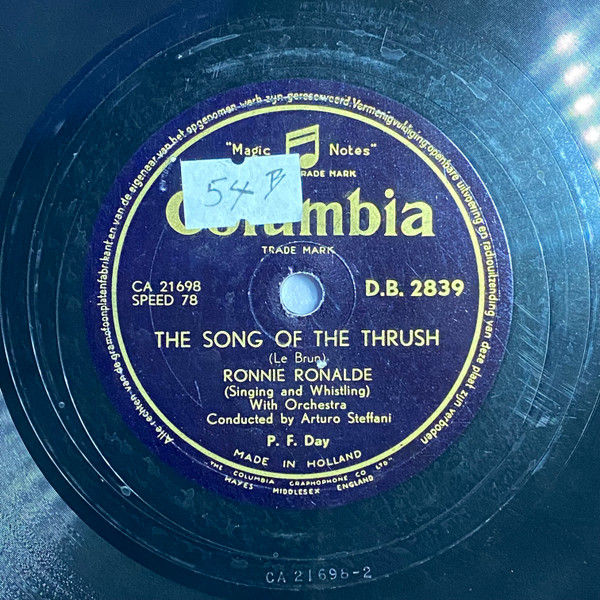 Alle rechten van de gramofoonplatenfabrikant en van de eigenaar van het opgenomen werk zijn gereserveerd. Vermenigvuldiging, openbare uitvoering en radiouitzending van deze plaat zijn verboden
"Magic Notes"
TRADE MARK
54 B
Columbia
TRADE MARK
CA 21698
SPEED 78
D.B. 2839
THE SONG OF THE THRUSH
(Le Brun)
RONNIE RONALDE
(Singing and Whistling)
With Orchestra
Conducted by Arturo Steffani
P. F. Day
MADE IN HOLLAND
THE COLUMBIA GRAPHOPHONE CO LTD.
HAYES MIDDLESEX ENGLAND
CA 21698-2